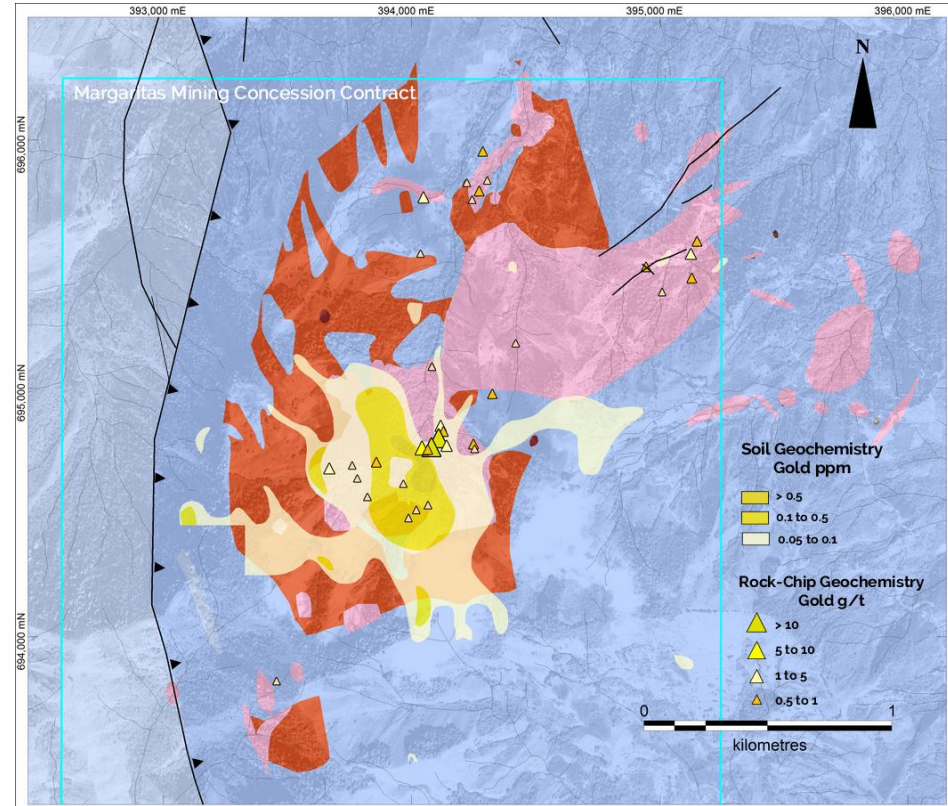 393,000 mE
394,000 mE
395,000 mE
396,000 mE
N
Margaritas Mining Concession Contract
696,000 mN
695,000 mN
694,000 mN
Soil Geochemistry
Gold ppm
> 0.5
0.1 to 0.5
0.05 to 0.1
Rock-Chip Geochemistry
Gold g/t
> 10
5 to 10
1 to 5
0.5 to 1
0
1
kilometres